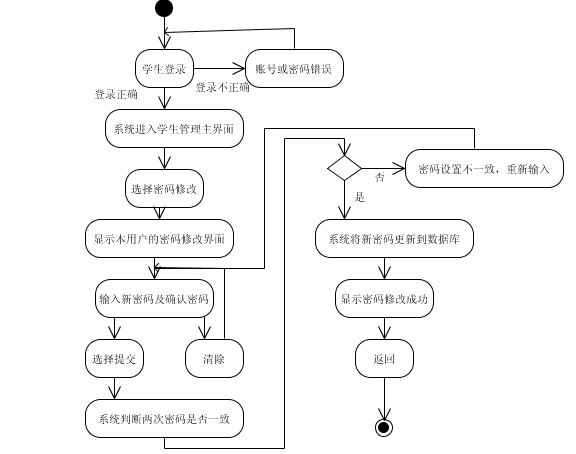 学生登录
账号或密码错误
登录不正确
登录正确
系统进入学生管理主界面
选择密码修改
显示本用户的密码修改界面
输入新密码及确认密码
选择提交
清除
系统判断两次密码是否一致
否
密码设置不一致，重新输入
是
系统将新密码更新到数据库
显示密码修改成功
返回